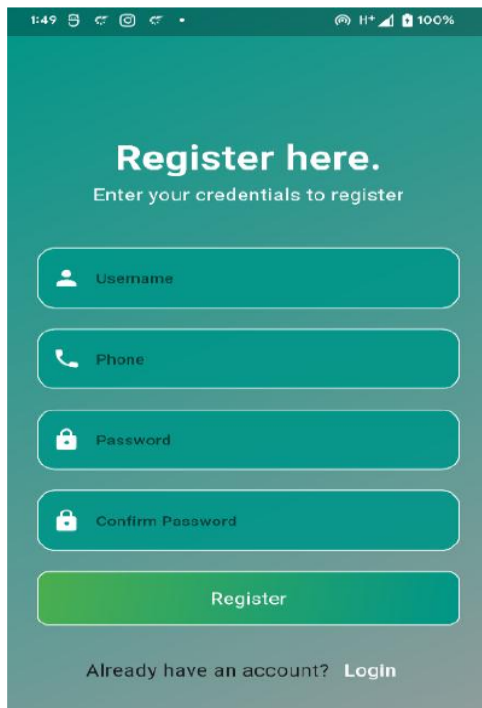 1:49 H+ 100%
Register here.
Enter your credentials to register
Username
Phone
Password
Confirm Password
Register
Already have an account? Login